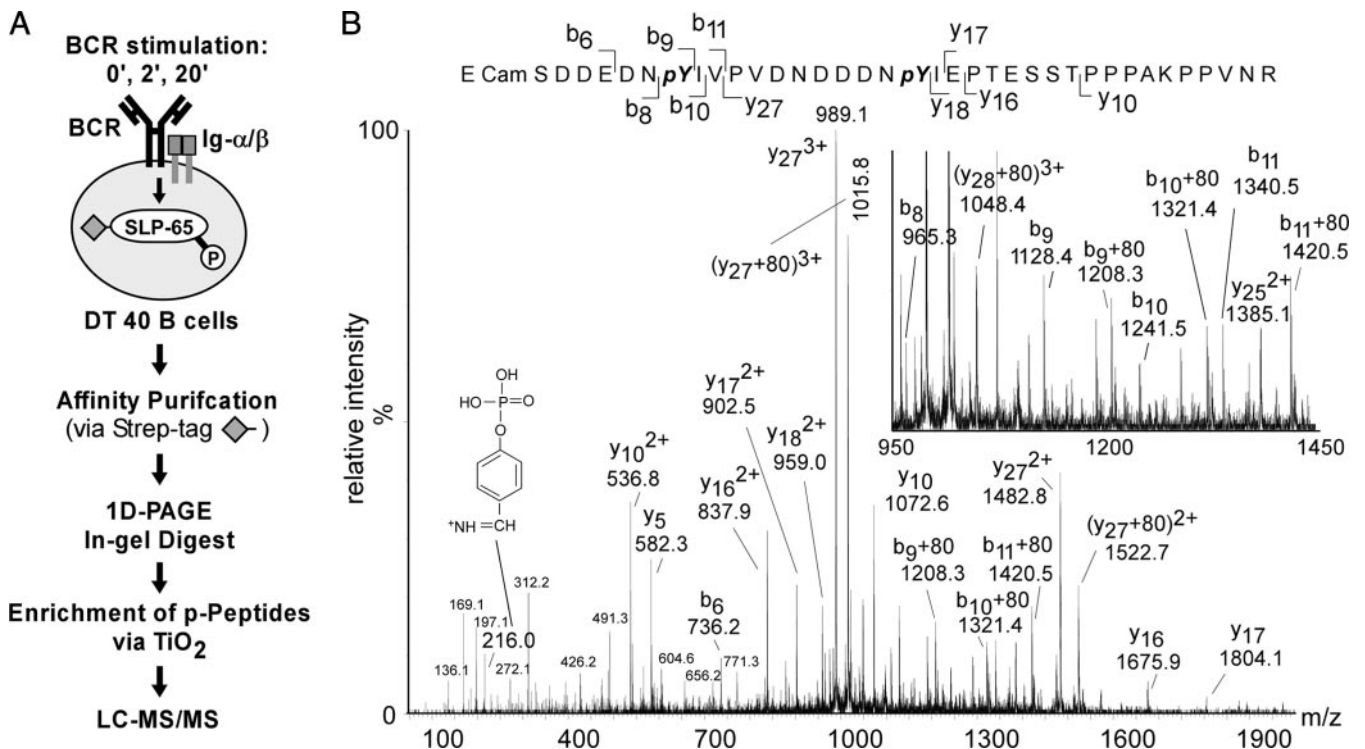 A
BCR stimulation:
0', 2', 20'
BCR
Ig-α/β
SLP-65
P
DT 40 B cells
Affinity Purifcation
(via Strep-tag )
1D-PAGE
In-gel Digest
Enrichment of p-Peptides
via TiO2
LC-MS/MS
B
b6 b9 b11 y17
E Cam S D D E D N pY I V P V D N D D D N pY I E P T E S S T P P P A K P P V N R
b8 b10 y27 y18 y16 y10
100
%
0
relative intensity
989.1
y27 3+
1015.8
(y27+80)3+
OH
HO P O
O
+NH CH
216.0
136.1
169.1
197.1
272.1
312.2
426.2
491.3
y10 2+
536.8
y5
582.3
604.6
656.2
b6
736.2
771.3
y16 2+
837.9
y17 2+
902.5
y18 2+
959.0
y10
1072.6
b9+80
1208.3
b10+80
1321.4
b11+80
1420.5
y27 2+
1482.8
(y27+80)2+
1522.7
y16
1675.9
y17
1804.1
b8
965.3
(y28+80)3+
1048.4
b9
1128.4
b9+80
1208.3
b10
1241.5
b10+80
1321.4
b11
1340.5
y25 2+
1385.1
b11+80
1420.5
950 1200 1450
100 400 700 1000 1300 1600 1900 m/z